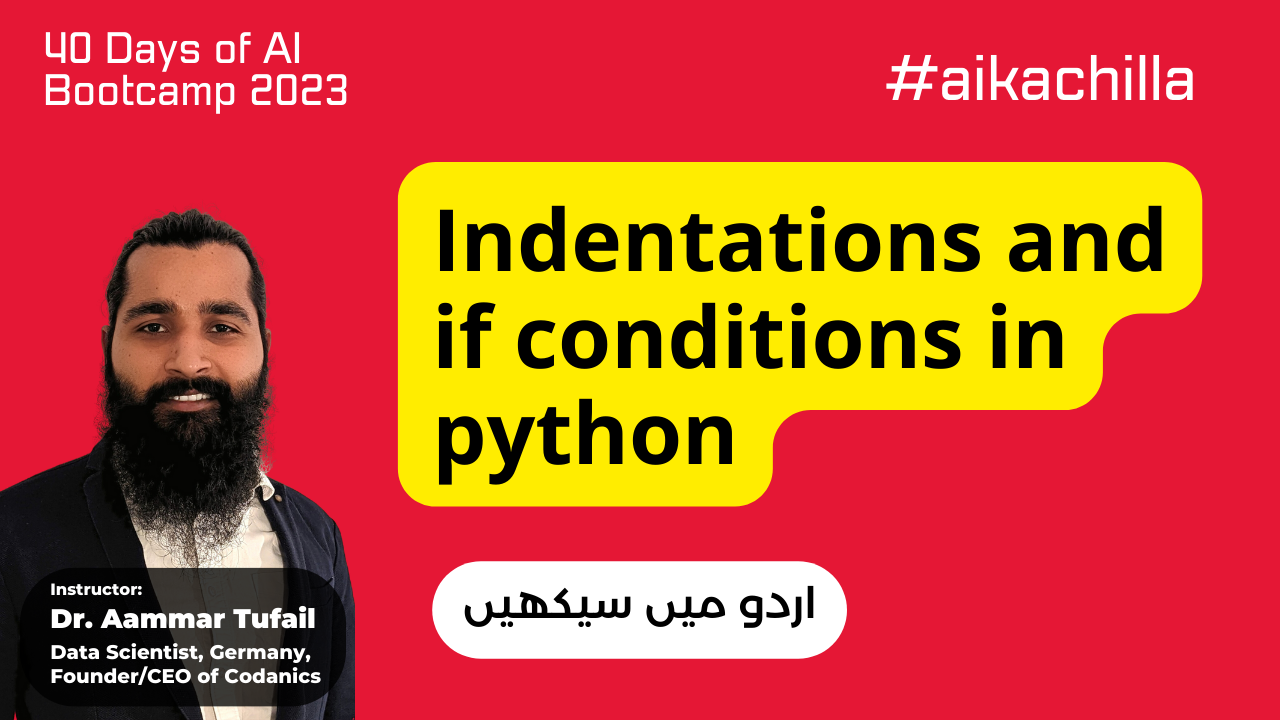 40 Days of AI
Bootcamp 2023
#aikachilla
Indentations and
if conditions in
python
اردو میں سیکھیں
Instructor:
Dr. Aammar Tufail
Data Scientist, Germany,
Founder/CEO of Codanics